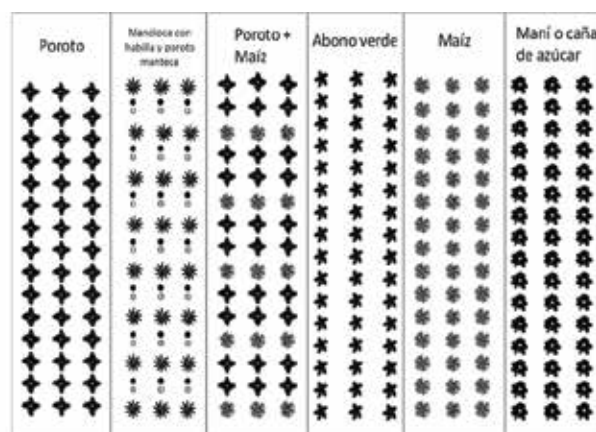 Poroto
Mandioca con
habilla y poroto
manteca
Poroto +
Maíz
Abono verde
Maíz
Maní o caña
de azúcar